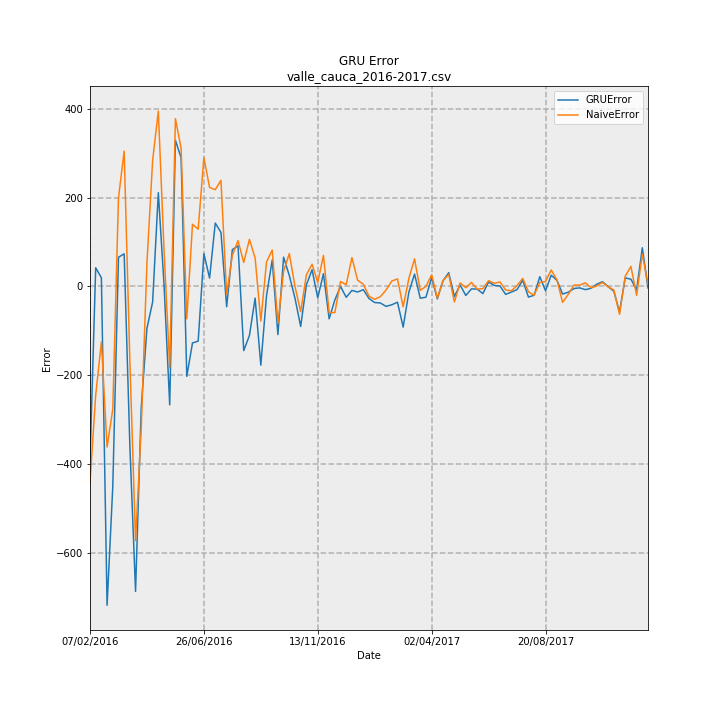 GRU Error
valle_cauca_2016-2017.csv
GRUError
NaiveError
400
200
0
−200
−400
−600
Error
07/02/2016
26/06/2016
13/11/2016
02/04/2017
20/08/2017
Date